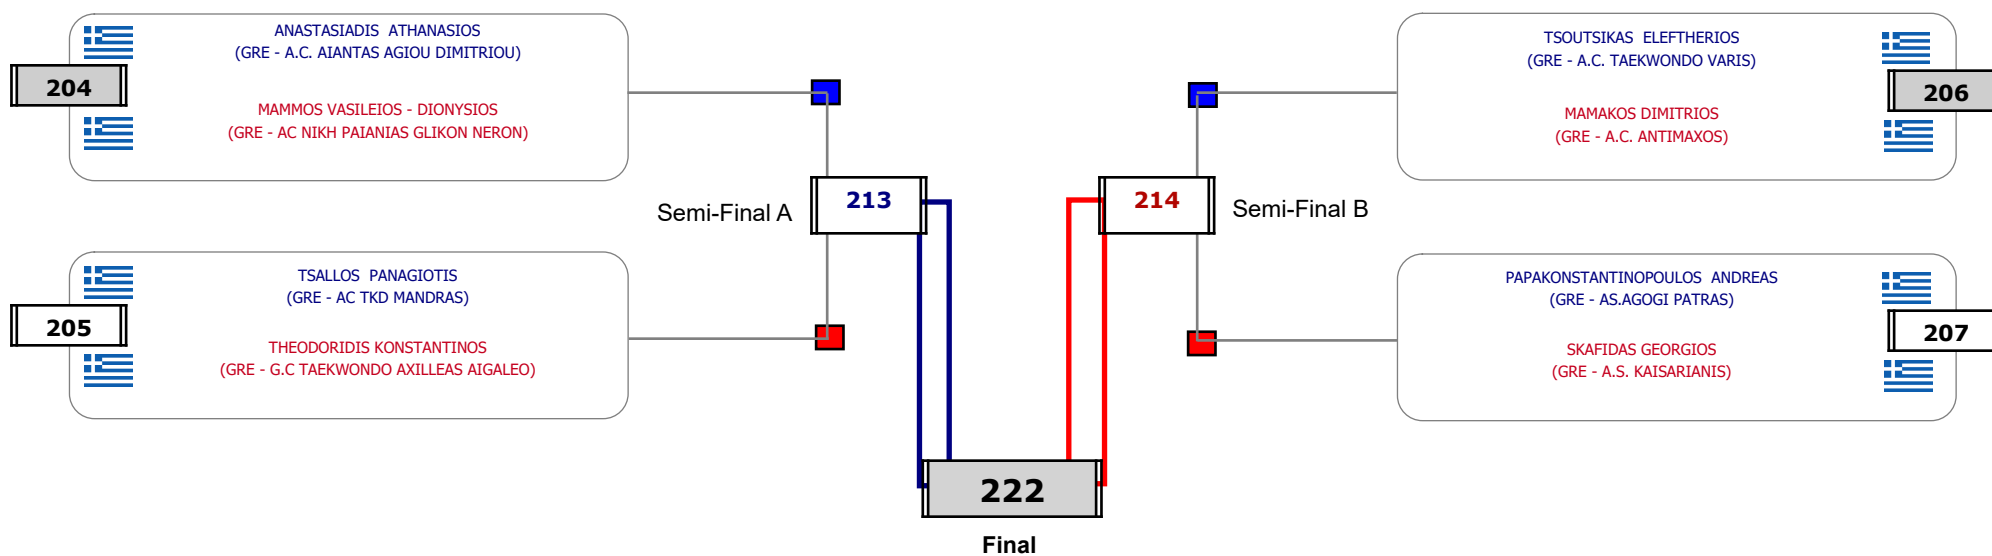 ANASTASIADIS ATHANASIOS
(GRE - A.C. AIANTAS AGIOU DIMITRIOU)
204
MAMMOS VASILEIOS - DIONYSIOS
(GRE - AC NIKH PAIANIAS GLIKON NERON)
TSOUTSIKAS ELEFTHERIOS
(GRE - A.C. TAEKWONDO VARIS)
206
MAMAKOS DIMITRIOS
(GRE - A.C. ANTIMAXOS)
Semi-Final A
213
214
Semi-Final B
TSALLOS PANAGIOTIS
(GRE - AC TKD MANDRAS)
205
THEODORIDIS KONSTANTINOS
(GRE - G.C TAEKWONDO AXILLEAS AIGALEO)
PAPAKONSTANTINOPOULOS ANDREAS
(GRE - AS.AGOGI PATRAS)
207
SKAFIDAS GEORGIOS
(GRE - A.S. KAISARIANIS)
222
Final